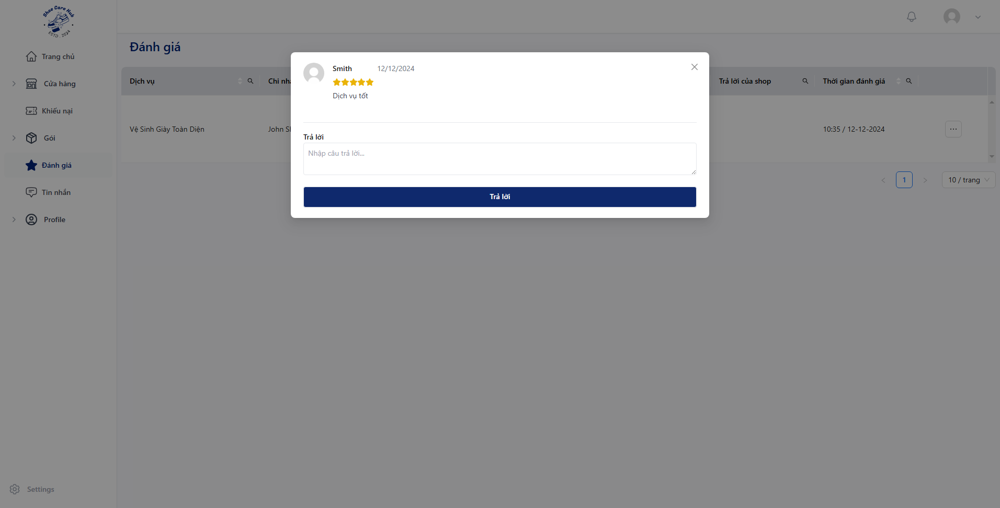 Shoe Care Hub
ESTD . 2024
Trang chủ
Cửa hàng
Khiếu nại
Gói
Đánh giá
Tin nhắn
Profile
Settings
Đánh giá
Dịch vụ
Chi nhá
Trả lời của shop
Thời gian đánh giá
Vệ Sinh Giày Toàn Diện
John
10:35 / 12-12-2024
1
10 / trang
Smith 12/12/2024
Dịch vụ tốt
Trả lời
Nhập câu trả lời...
Trả lời